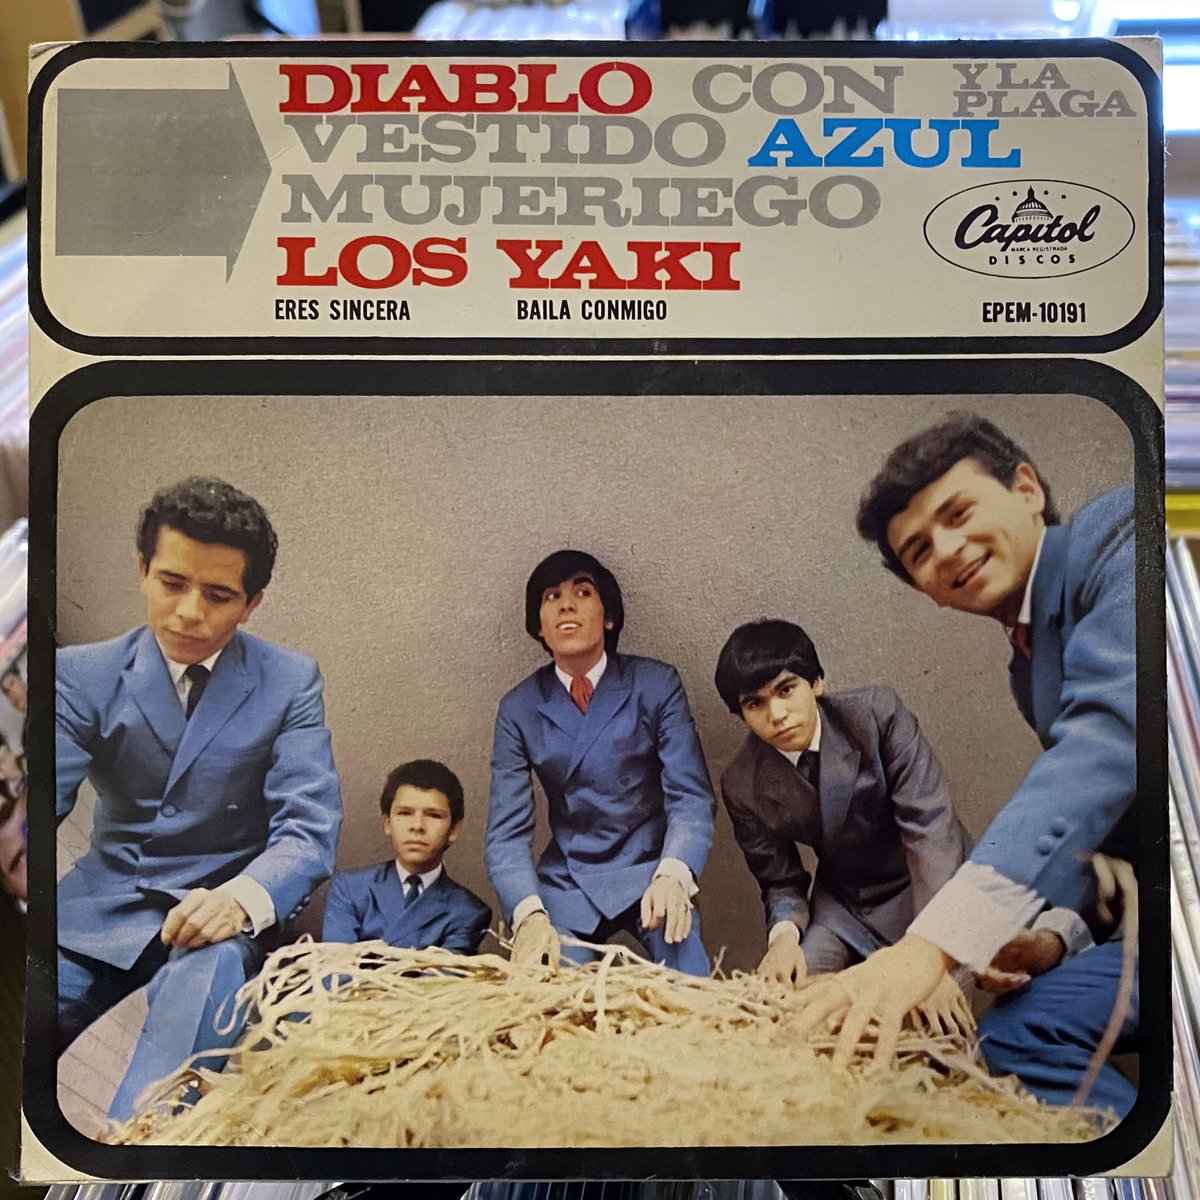 DIABLO CON Y LA PLAGA
VESTIDO AZUL
MUJERIEGO
LOS YAKI
ERES SINCERA BAILA CONMIGO
Capitol
MARCA REGISTRADA
DISCOS
EPEM-10191